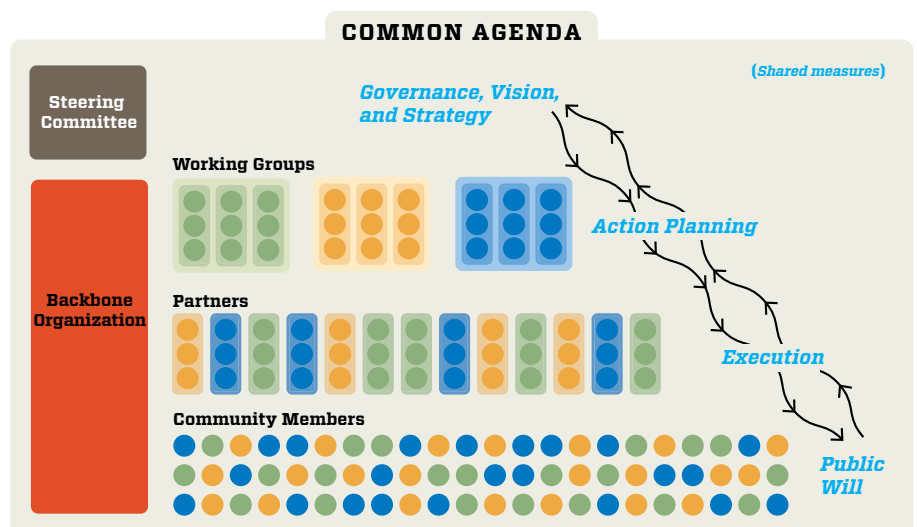 COMMON AGENDA
(Shared measures)
Steering
Committee
Governance, Vision,
and Strategy
Working Groups
Action Planning
Backbone
Organization
Partners
Execution
Community Members
Public
Will